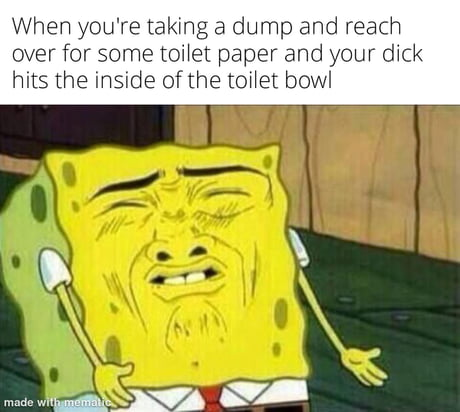 When you're taking a dump and reach
over for some toilet paper and your dick
hits the inside of the toilet bowl
made with mematic